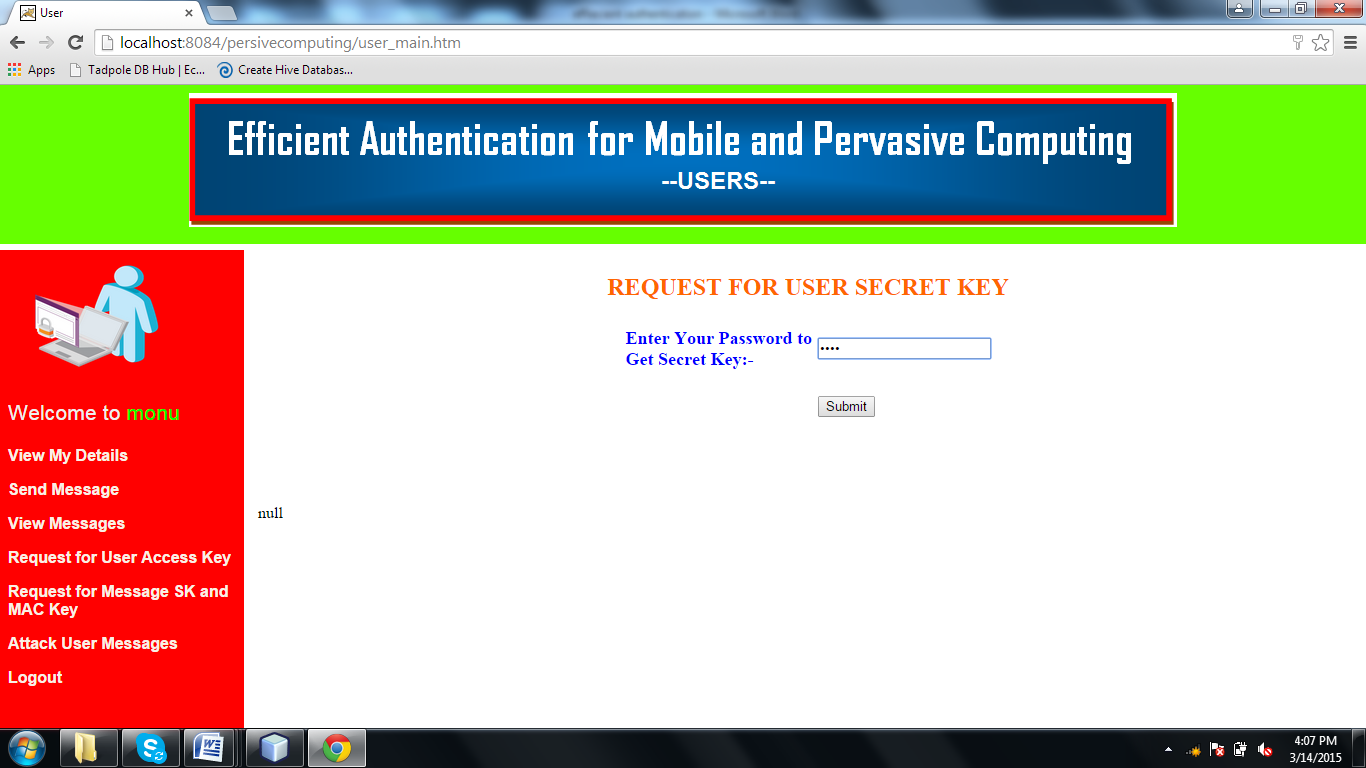 User
localhost:8084/persivecomputing/user_main.htm
Apps
Tadpole DB Hub | Ec...
Create Hive Databas...
Efficient Authentication for Mobile and Pervasive Computing
--USERS--
Welcome to monu
View My Details
Send Message
View Messages
Request for User Access Key
Request for Message SK and
MAC Key
Attack User Messages
Logout
REQUEST FOR USER SECRET KEY
Enter Your Password to
Get Secret Key:-
••••
Submit
null
4:07 PM
3/14/2015